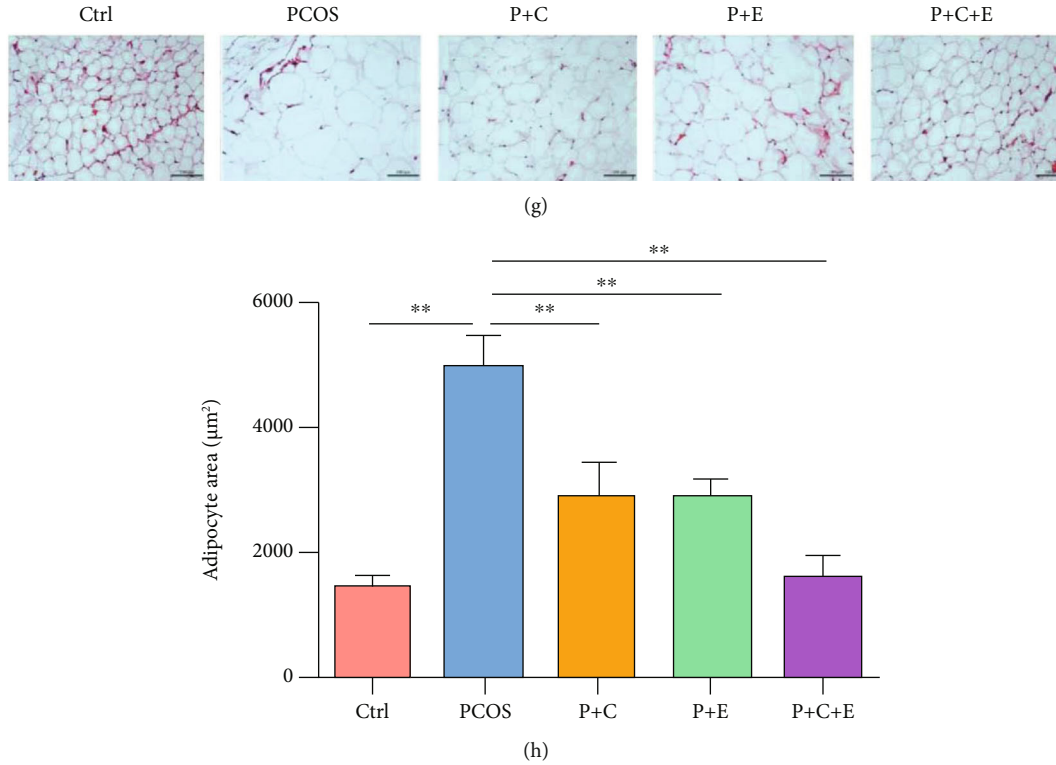 Ctrl PCOS P+C P+E P+C+E
(g)
**
**
** **
6000
4000
2000
0
Adipocyte area (μm²)
Ctrl PCOS P+C P+E P+C+E
(h)